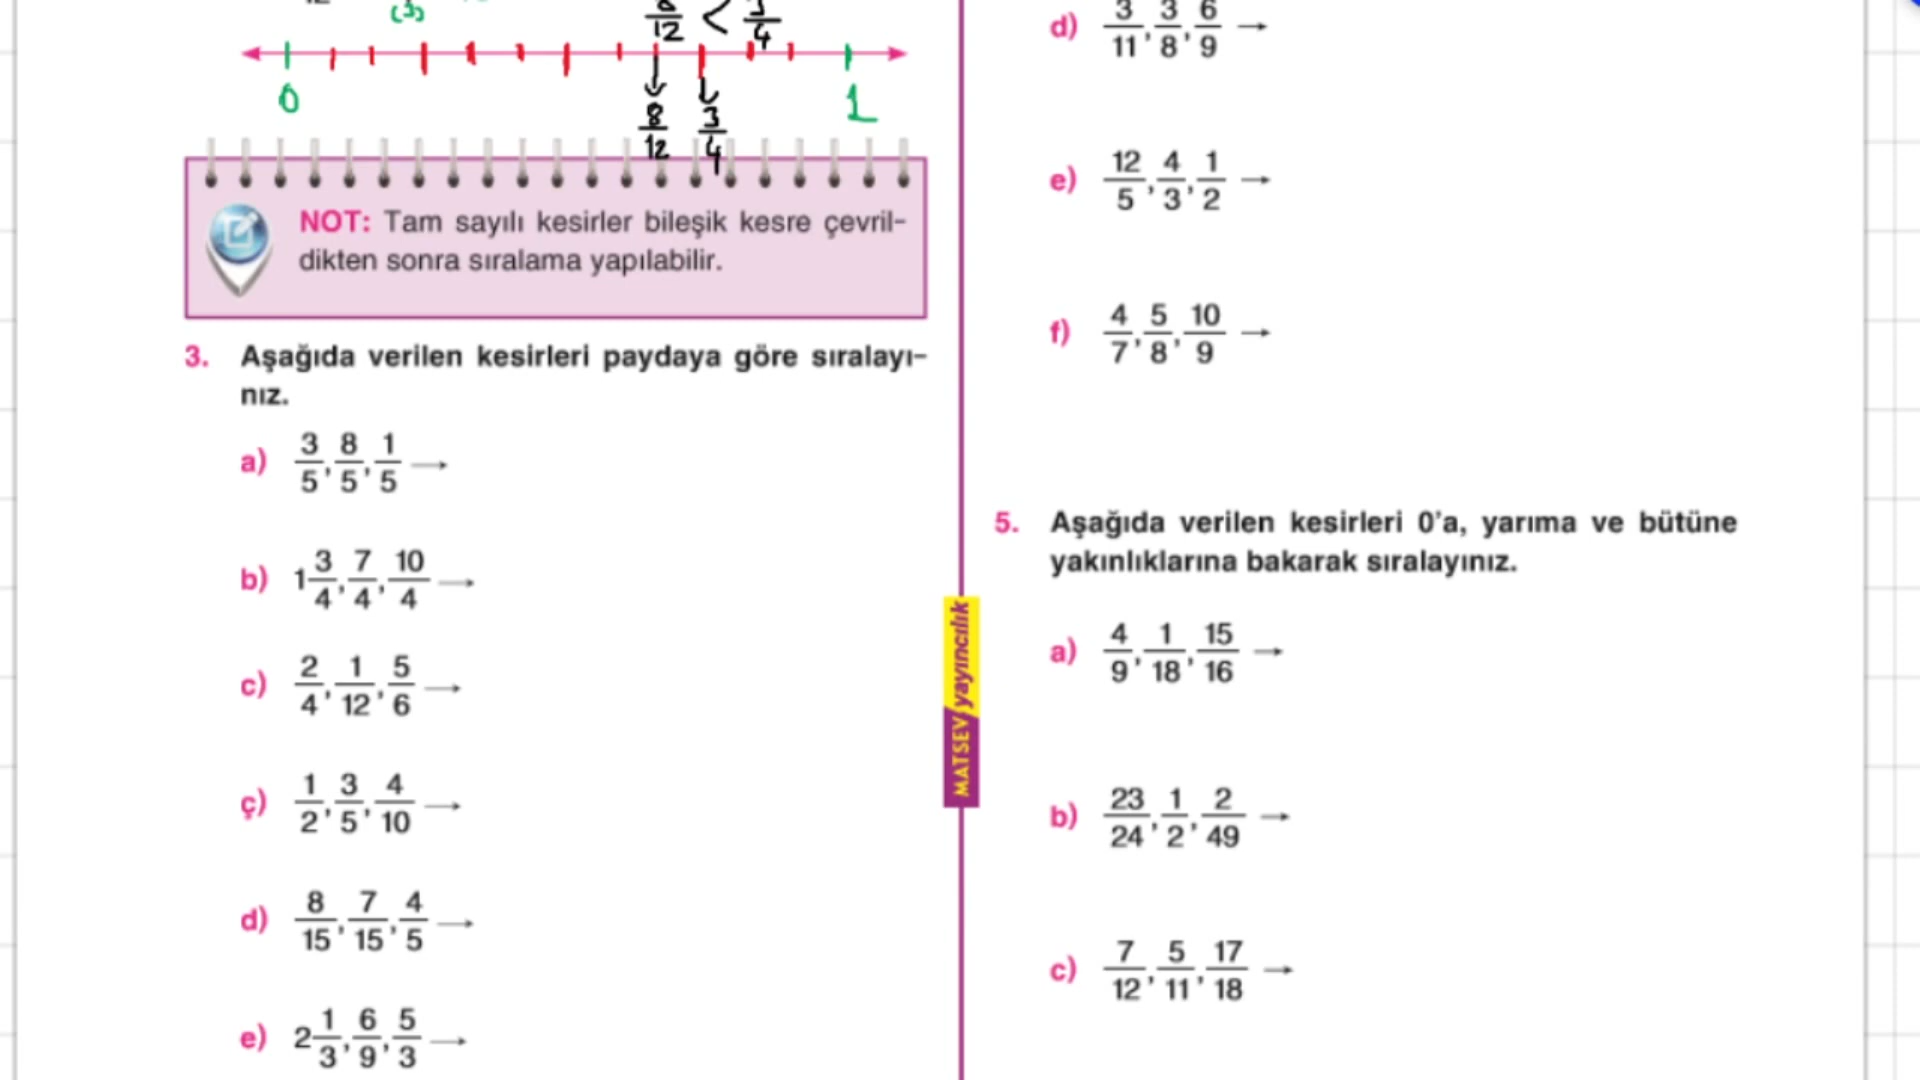 8/12 < 3/4
0
1
8/12
3/4
NOT: Tam sayılı kesirler bileşik kesre çevril-
dikten sonra sıralama yapılabilir.
3. Aşağıda verilen kesirleri paydaya göre sıralayı-
nız.
a) 3/5, 8/5, 1/5 →
b) 1 3/4, 7/4, 10/4 →
c) 2/4, 1/12, 5/6 →
ç) 1/2, 3/5, 4/10 →
d) 8/15, 7/15, 4/5 →
e) 2 1/3, 6/9, 5/3 →
MATSEV yayıncılık
d) 3/11, 3/8, 6/9 →
e) 12/5, 4/3, 1/2 →
f) 4/7, 5/8, 10/9 →
5. Aşağıda verilen kesirleri 0'a, yarıma ve bütüne
yakınlıklarına bakarak sıralayınız.
a) 4/9, 1/18, 15/16 →
b) 23/24, 1/2, 2/49 →
c) 7/12, 5/11, 17/18 →